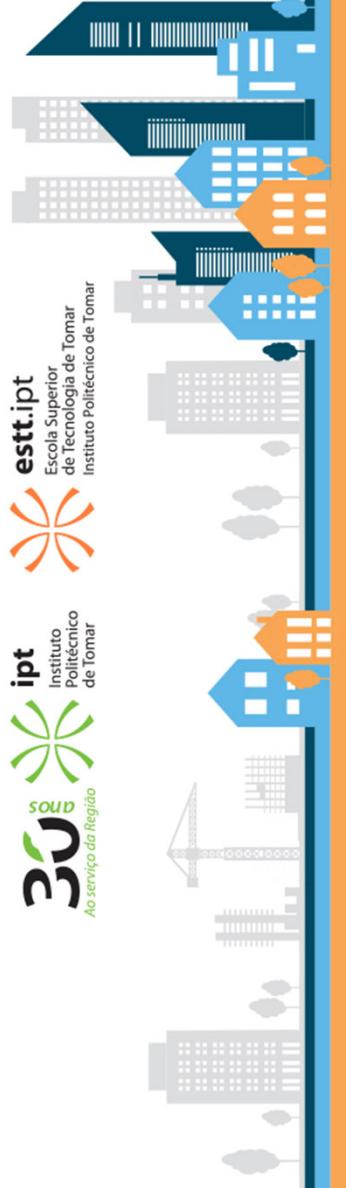 30
anos
Ao serviço da Região
ipt
Instituto
Politécnico
de Tomar
estt.ipt
Escola Superior
de Tecnologia de Tomar
Instituto Politécnico de Tomar